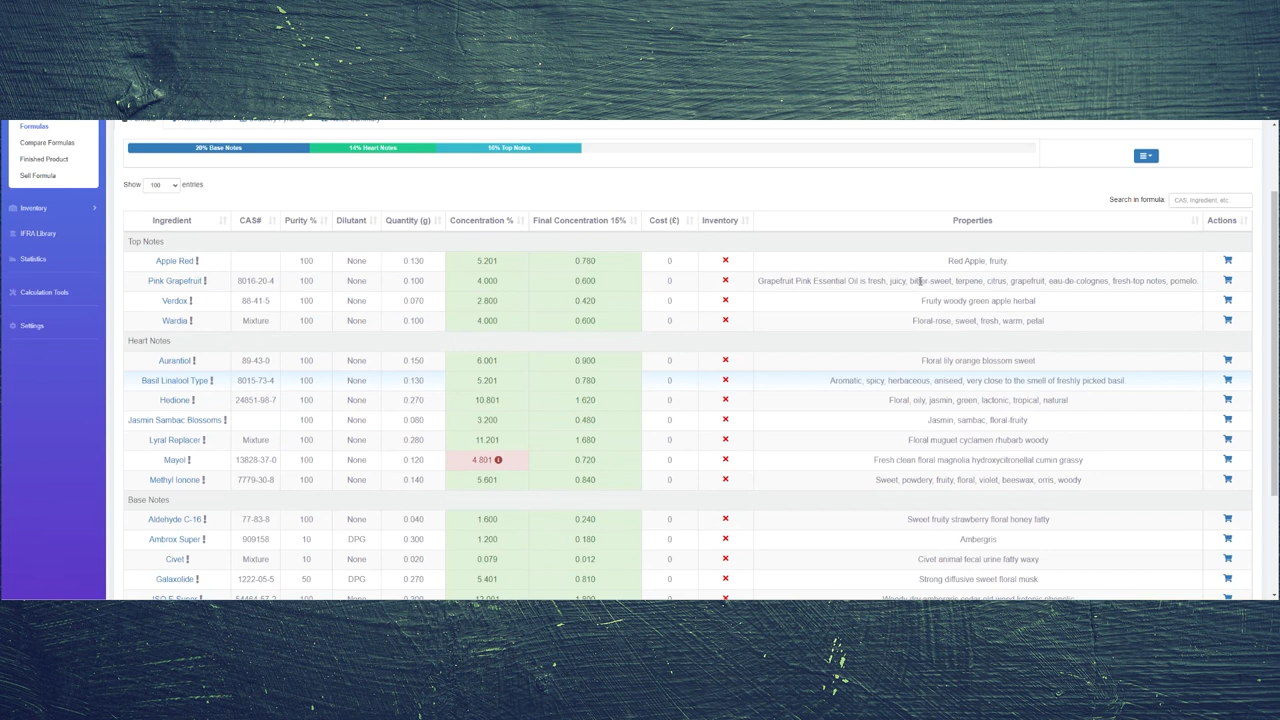 Formulas
Compare Formulas
Finished Product
Sell Formula
Inventory
IFRA Library
Statistics
Calculation Tools
Settings
20% Base Notes 14% Heart Notes 16% Top Notes
Show 100 entries
Search in formula: CAS, Ingredient, etc.
Ingredient CAS# Purity % Dilutant Quantity (g) Concentration % Final Concentration 15% Cost (£) Inventory Properties Actions
Top Notes
Apple Red 100 None 0.130 5.201 0.780 0 Red Apple, fruity.
Pink Grapefruit 8016-20-4 100 None 0.100 4.000 0.600 0 Grapefruit Pink Essential Oil is fresh, juicy, bitter-sweet, terpene, citrus, grapefruit, eau-de-colognes, fresh-top notes, pomelo.
Verdox 88-41-5 100 None 0.070 2.800 0.420 0 Fruity woody green apple herbal
Wardia Mixture 100 None 0.100 4.000 0.600 0 Floral-rose, sweet, fresh, warm, petal
Heart Notes
Aurantiol 89-43-0 100 None 0.150 6.001 0.900 0 Floral lily orange blossom sweet
Basil Linalool Type 8015-73-4 100 None 0.130 5.201 0.780 0 Aromatic, spicy, herbaceous, aniseed, very close to the smell of freshly picked basil.
Hedione 24851-98-7 100 None 0.270 10.801 1.620 0 Floral, oily, jasmin, green, lactonic, tropical, natural
Jasmin Sambac Blossoms 100 None 0.080 3.200 0.480 0 Jasmin, sambac, floral-fruity
Lyral Replacer Mixture 100 None 0.280 11.201 1.680 0 Floral muguet cyclamen rhubarb woody
Mayol 13828-37-0 100 None 0.120 4.801 0.720 0 Fresh clean floral magnolia hydroxycitronellal cumin grassy
Methyl Ionone 7779-30-8 100 None 0.140 5.601 0.840 0 Sweet, powdery, fruity, floral, violet, beeswax, orris, woody
Base Notes
Aldehyde C-16 77-83-8 100 None 0.040 1.600 0.240 0 Sweet fruity strawberry floral honey fatty
Ambrox Super 909158 10 DPG 0.300 1.200 0.180 0 Ambergris
Civet Mixture 10 None 0.020 0.079 0.012 0 Civet animal fecal urine fatty waxy
Galaxolide 1222-05-5 50 DPG 0.270 5.401 0.810 0 Strong diffusive sweet floral musk